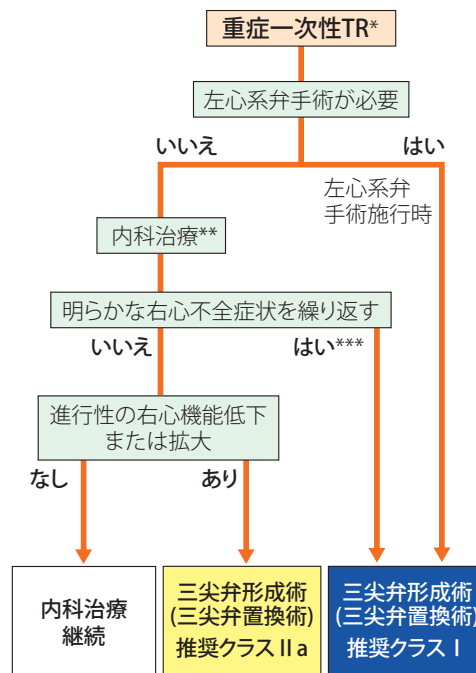 重症一次性TR*
左心系弁手術が必要
いいえ
はい
左心系弁
手術施行時
内科治療**
明らかな右心不全症状を繰り返す
いいえ
はい***
進行性の右心機能低下
または拡大
なし
あり
内科治療
継続
三尖弁形成術
(三尖弁置換術)
推奨クラスⅡa
三尖弁形成術
(三尖弁置換術)
推奨クラスⅠ